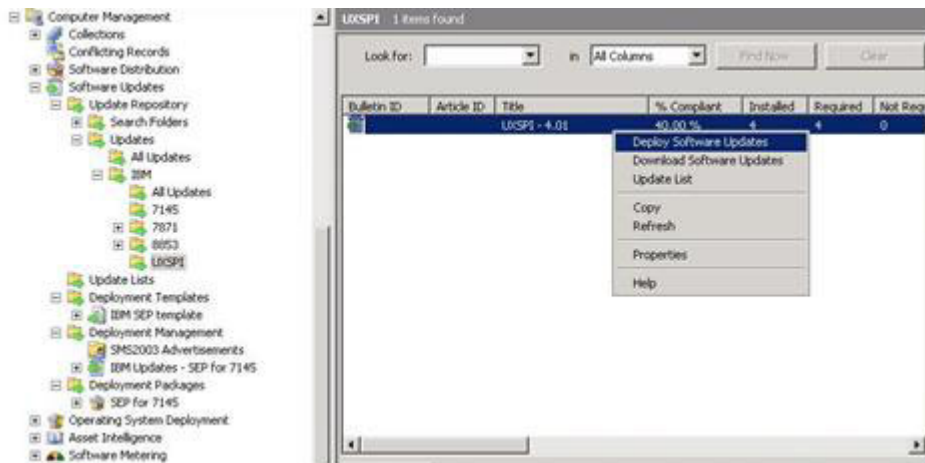 Computer Management
Collections
Conflicting Records
Software Distribution
Software Updates
Update Repository
Search Folders
Updates
All Updates
IBM
All Updates
7145
7871
8853
UXSPI
Update Lists
Deployment Templates
IBM SEP template
Deployment Management
SMS2003 Advertisements
IBM Updates - SEP for 7145
Deployment Packages
SEP for 7145
Operating System Deployment
Asset Intelligence
Software Metering
UXSPI 1 items found
Look for: in All Columns Find Now Clear
Bulletin ID Article ID Title % Compliant Installed Required Not Req
UXSPI - 4.01 40.00 % 4 4 0
Deploy Software Updates
Download Software Updates
Update List
Copy
Refresh
Properties
Help